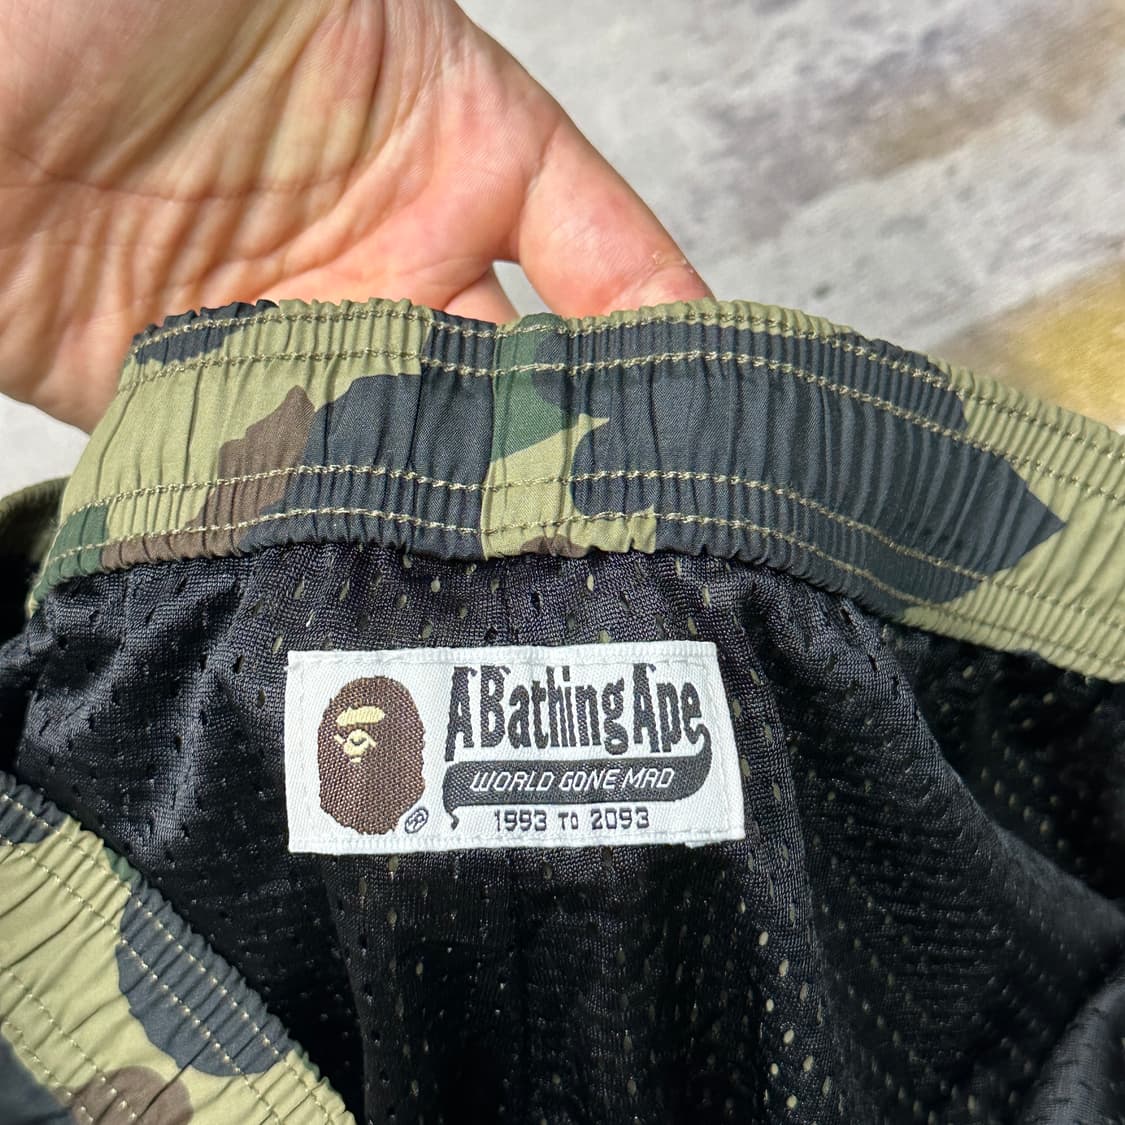 A Bathing Ape
WORLD GONE MAD
1993 TO 2093
®